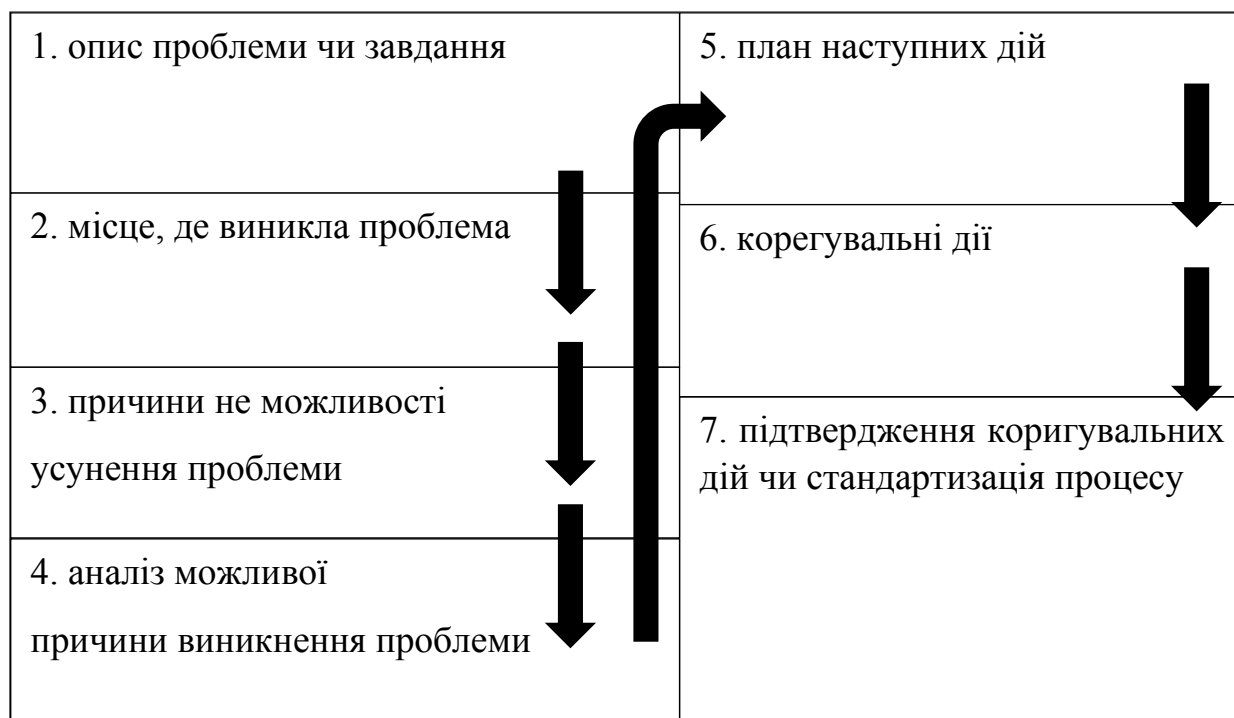 1. опис проблеми чи завдання
2. місце, де виникла проблема
3. причини не можливості
усунення проблеми
4. аналіз можливої
причини виникнення проблеми
5. план наступних дій
6. корегувальні дії
7. підтвердження коригувальних
дій чи стандартизація процесу